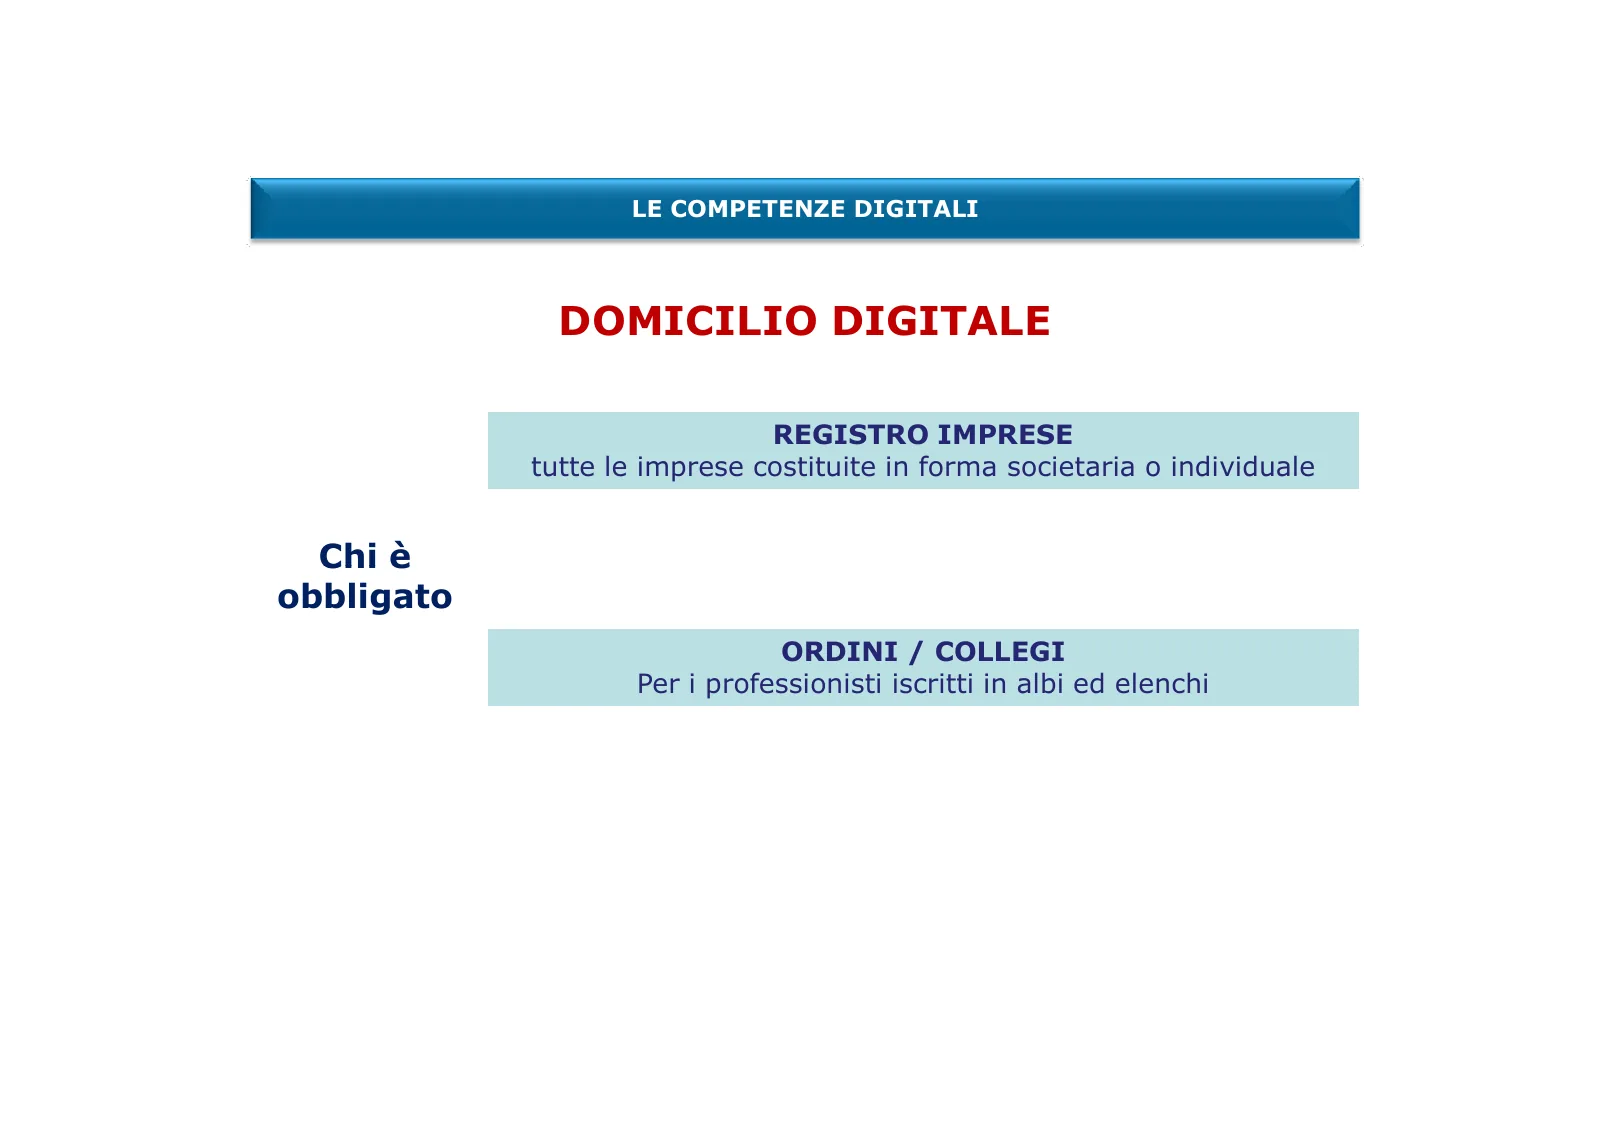 LE COMPETENZE DIGITALI
DOMICILIO DIGITALE
REGISTRO IMPRESE
tutte le imprese costituite in forma societaria o individuale
Chi è
obbligato
ORDINI / COLLEGI
Per i professionisti iscritti in albi ed elenchi